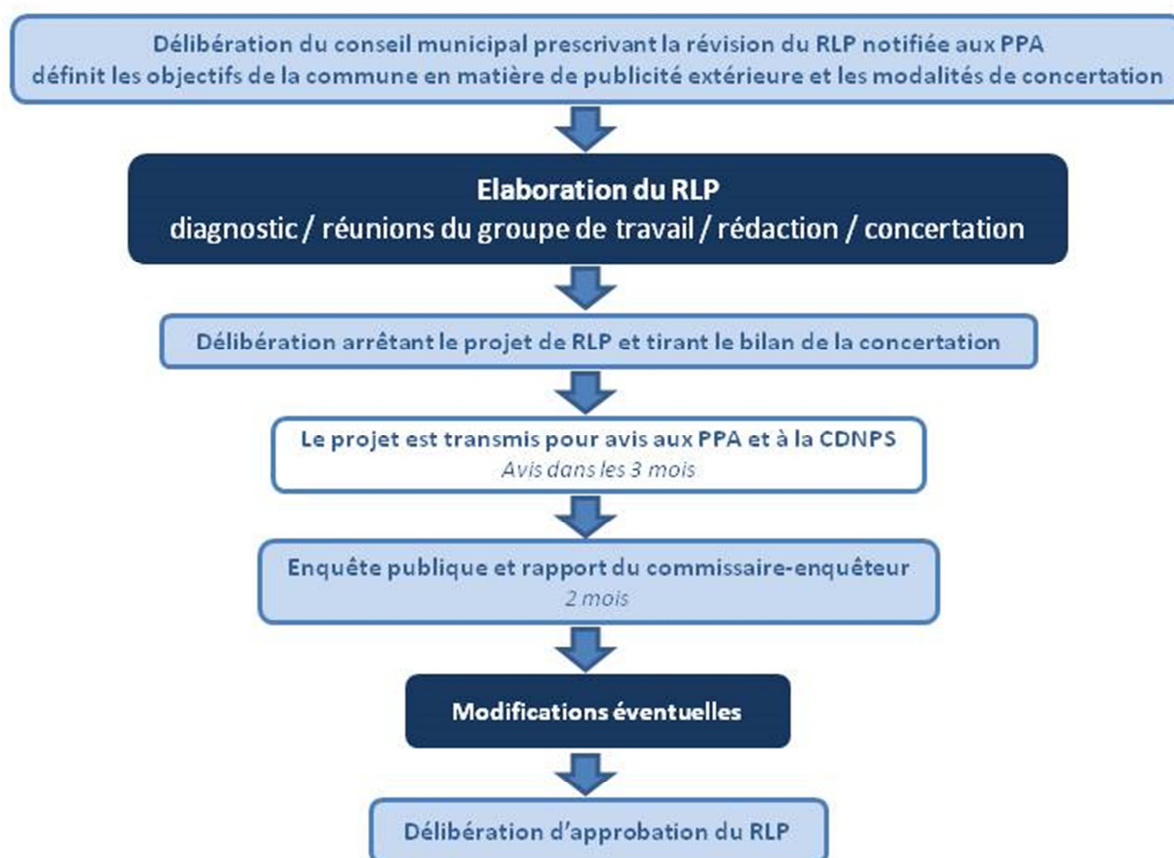 Délibération du conseil municipal prescrivant la révision du RLP notifiée aux PPA
définit les objectifs de la commune en matière de publicité extérieure et les modalités de concertation
Elaboration du RLP
diagnostic / réunions du groupe de travail / rédaction / concertation
Délibération arrêtant le projet de RLP et tirant le bilan de la concertation
Le projet est transmis pour avis aux PPA et à la CDNPS
Avis dans les 3 mois
Enquête publique et rapport du commissaire-enquêteur
2 mois
Modifications éventuelles
Délibération d'approbation du RLP